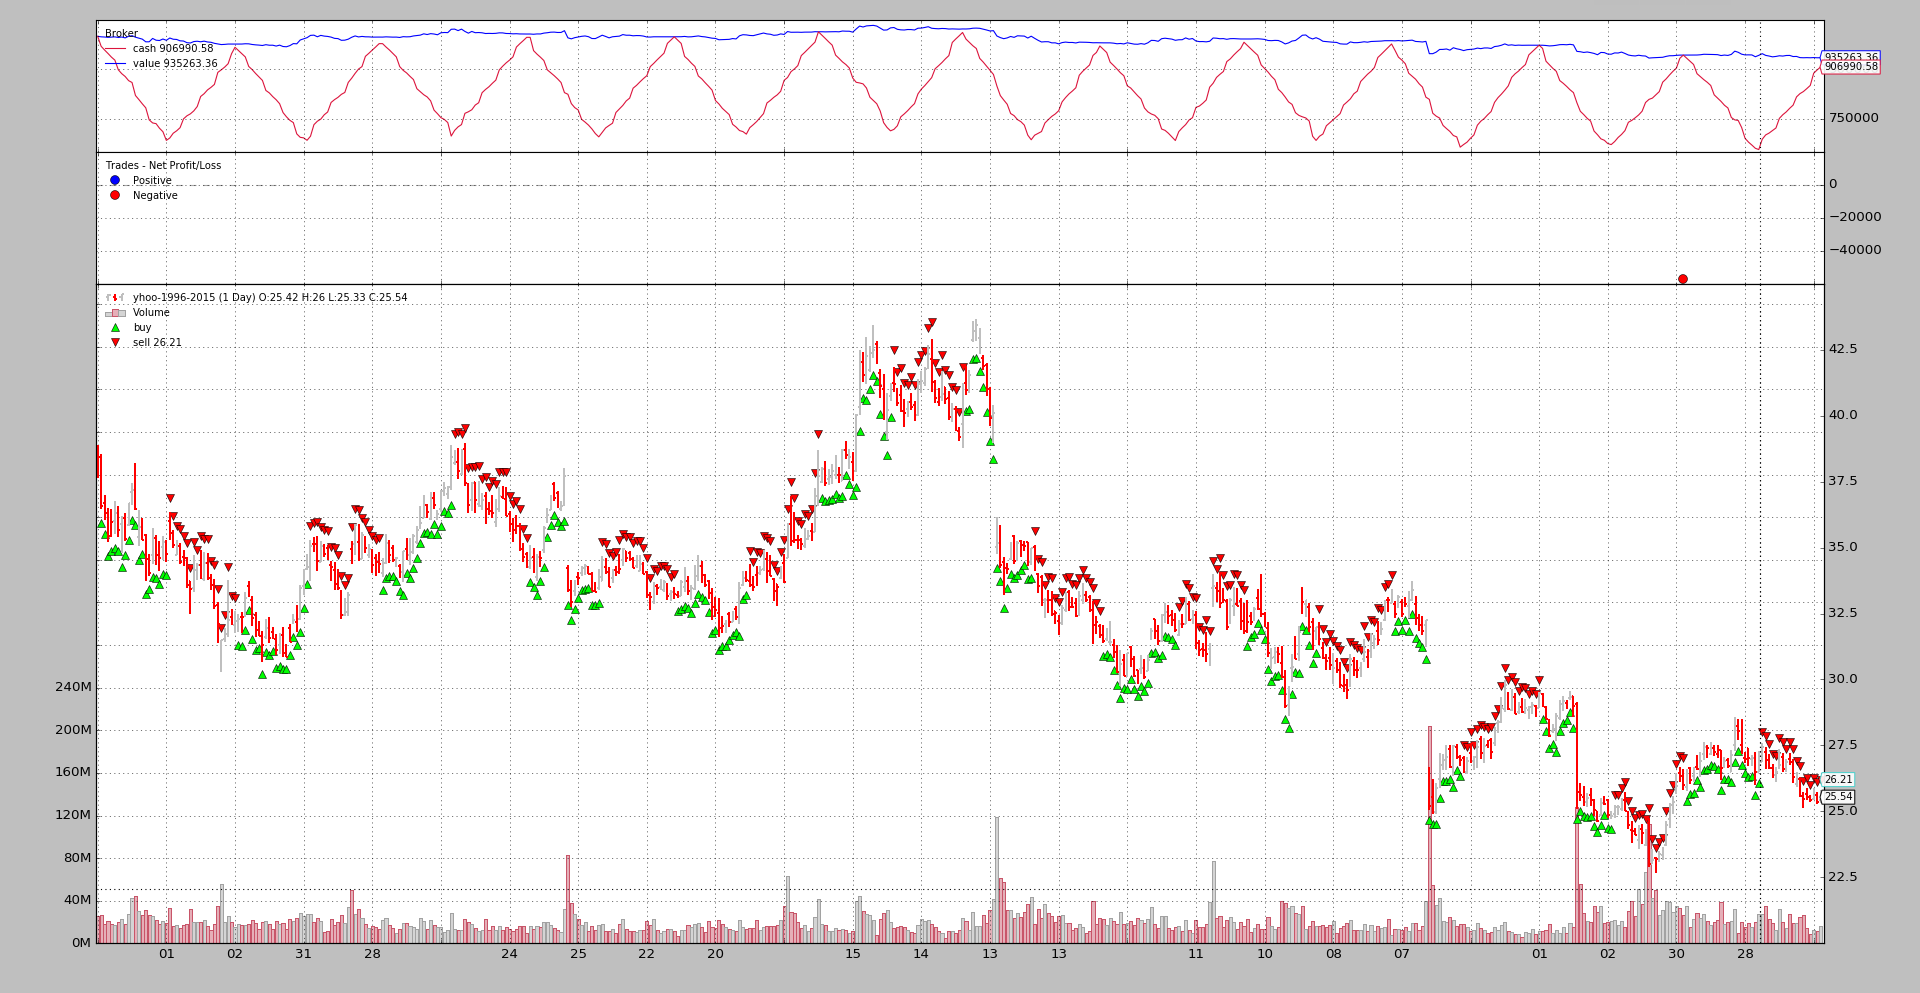 Broker
cash 906990.58
value 935263.36
935263.36
906990.58
750000
Trades - Net Profit/Loss
Positive
Negative
0
−20000
−40000
yhoo-1996-2015 (1 Day) O:25.42 H:26 L:25.33 C:25.54
Volume
buy
sell 26.21
42.5
40.0
37.5
35.0
32.5
30.0
27.5
26.21
25.54
25.0
22.5
240M
200M
160M
120M
80M
40M
0M
01 02 31 28 24 25 22 20 15 14 13 13 11 10 08 07 01 02 30 28